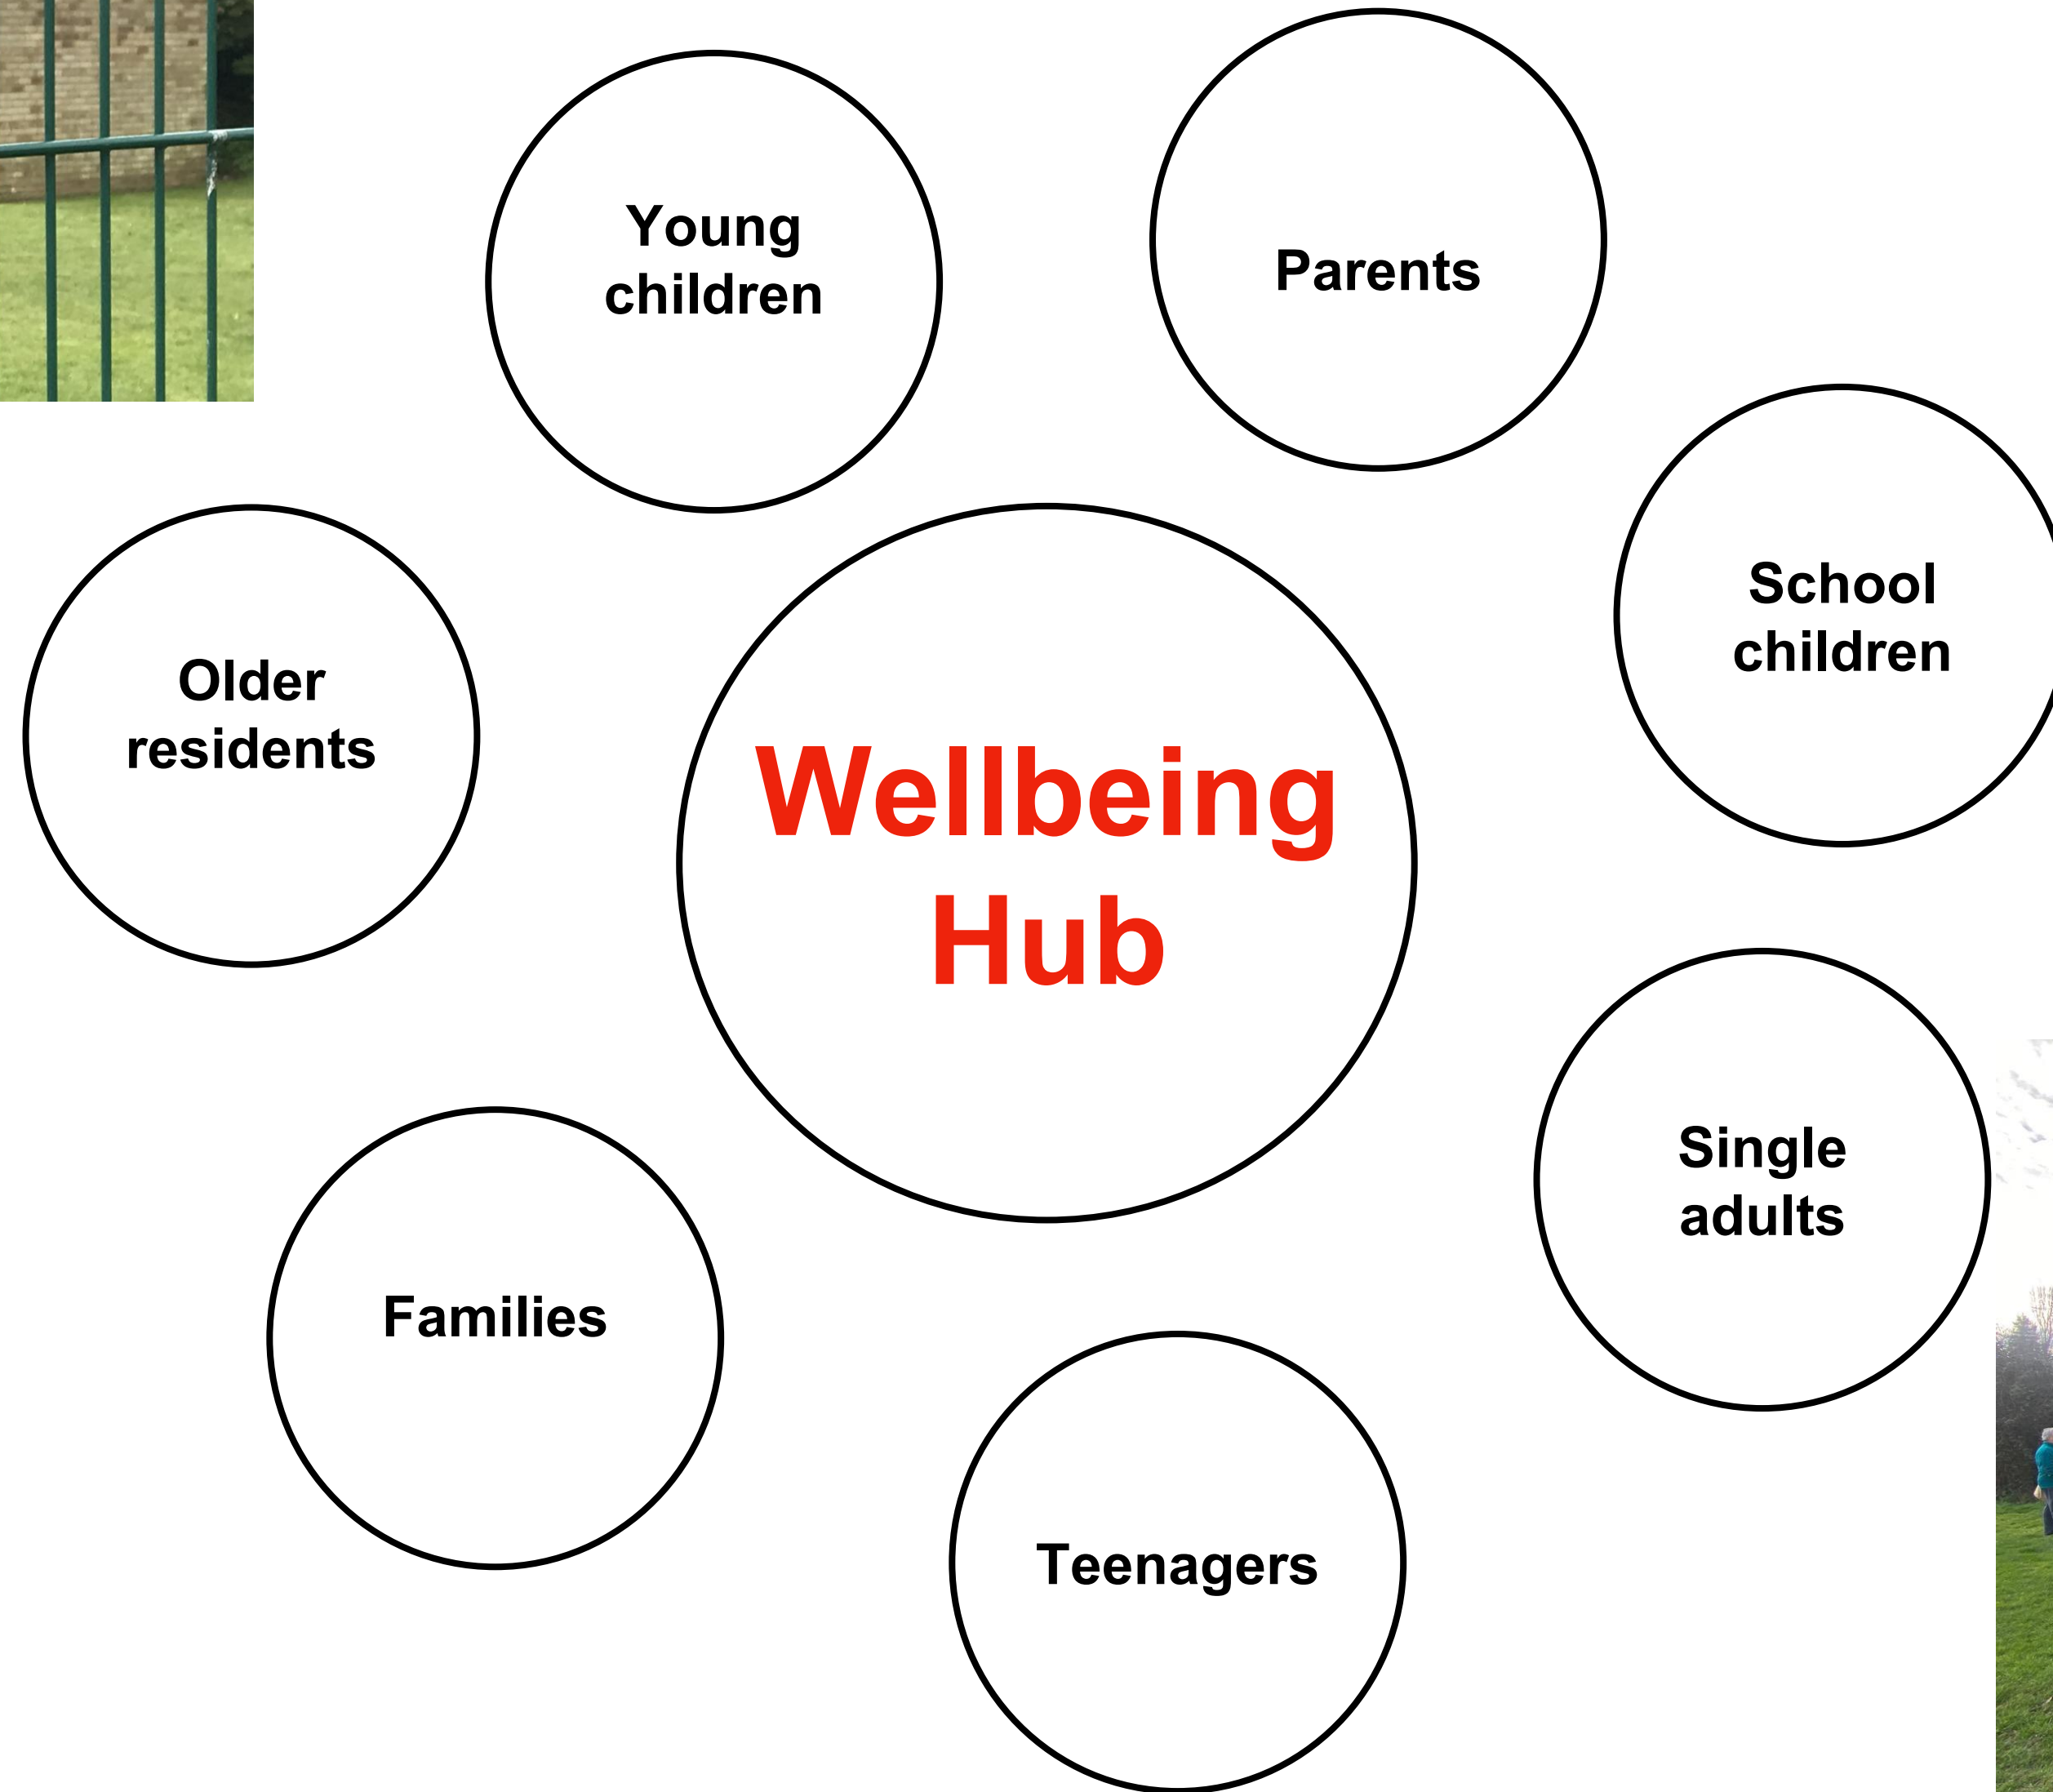 Young
children
Parents
School
children
Older
residents
Wellbeing
Hub
Single
adults
Families
Teenagers